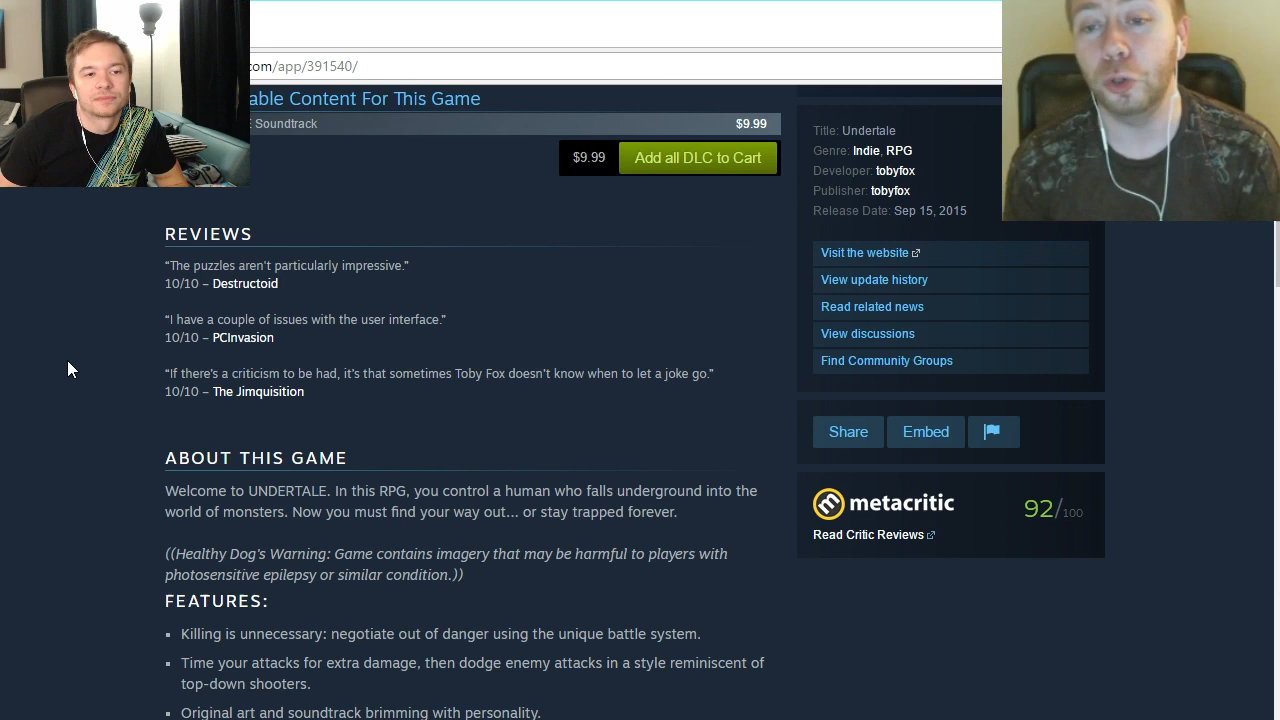 com/app/391540/
able Content For This Game
Soundtrack $9.99
$9.99 Add all DLC to Cart
REVIEWS
“The puzzles aren't particularly impressive.”
10/10 – Destructoid
“I have a couple of issues with the user interface.”
10/10 – PCInvasion
“If there's a criticism to be had, it's that sometimes Toby Fox doesn't know when to let a joke go.”
10/10 – The Jimquisition
ABOUT THIS GAME
Welcome to UNDERTALE. In this RPG, you control a human who falls underground into the
world of monsters. Now you must find your way out... or stay trapped forever.
((Healthy Dog's Warning: Game contains imagery that may be harmful to players with
photosensitive epilepsy or similar condition.))
FEATURES:
Killing is unnecessary: negotiate out of danger using the unique battle system.
Time your attacks for extra damage, then dodge enemy attacks in a style reminiscent of
top-down shooters.
Original art and soundtrack brimming with personality.
Title: Undertale
Genre: Indie, RPG
Developer: tobyfox
Publisher: tobyfox
Release Date: Sep 15, 2015
Visit the website
View update history
Read related news
View discussions
Find Community Groups
Share Embed
metacritic 92/100
Read Critic Reviews